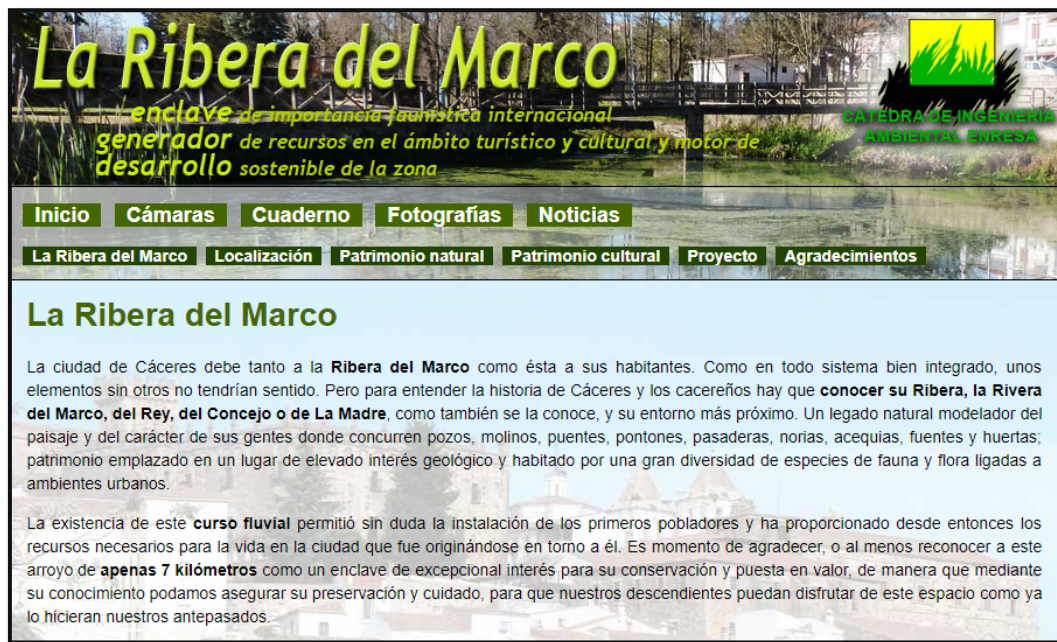 La Ribera del Marco
enclave de importancia faunística internacional
generador de recursos en el ámbito turístico y cultural y motor de
desarrollo sostenible de la zona
CÁTEDRA DE INGENIERÍA
AMBIENTAL ENRESA
Inicio Cámaras Cuaderno Fotografías Noticias
La Ribera del Marco Localización Patrimonio natural Patrimonio cultural Proyecto Agradecimientos
La Ribera del Marco
La ciudad de Cáceres debe tanto a la Ribera del Marco como ésta a sus habitantes. Como en todo sistema bien integrado, unos
elementos sin otros no tendrían sentido. Pero para entender la historia de Cáceres y los cacereños hay que conocer su Ribera, la Rivera
del Marco, del Rey, del Concejo o de La Madre, como también se la conoce, y su entorno más próximo. Un legado natural modelador del
paisaje y del carácter de sus gentes donde concurren pozos, molinos, puentes, pontones, pasaderas, norias, acequias, fuentes y huertas;
patrimonio emplazado en un lugar de elevado interés geológico y habitado por una gran diversidad de especies de fauna y flora ligadas a
ambientes urbanos.
La existencia de este curso fluvial permitió sin duda la instalación de los primeros pobladores y ha proporcionado desde entonces los
recursos necesarios para la vida en la ciudad que fue originándose en torno a él. Es momento de agradecer, o al menos reconocer a este
arroyo de apenas 7 kilómetros como un enclave de excepcional interés para su conservación y puesta en valor, de manera que mediante
su conocimiento podamos asegurar su preservación y cuidado, para que nuestros descendientes puedan disfrutar de este espacio como ya
lo hicieran nuestros antepasados.